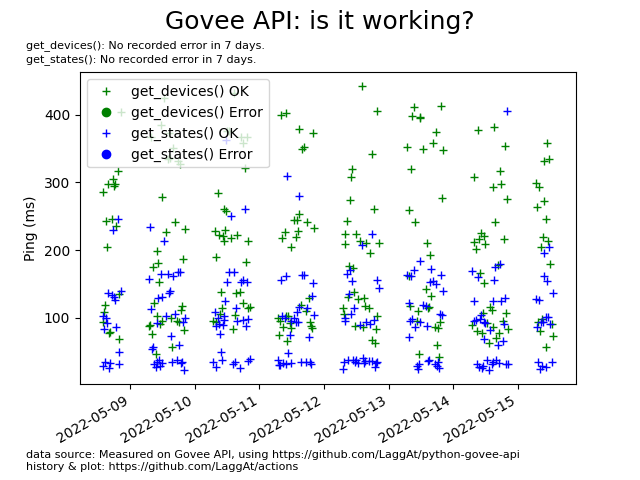 Govee API: is it working?
get_devices(): No recorded error in 7 days.
get_states(): No recorded error in 7 days.
get_devices() OK
get_devices() Error
get_states() OK
get_states() Error
400
300
200
100
Ping (ms)
2022-05-09
2022-05-10
2022-05-11
2022-05-12
2022-05-13
2022-05-14
2022-05-15
data source: Measured on Govee API, using https://github.com/LaggAt/python-govee-api
history & plot: https://github.com/LaggAt/actions